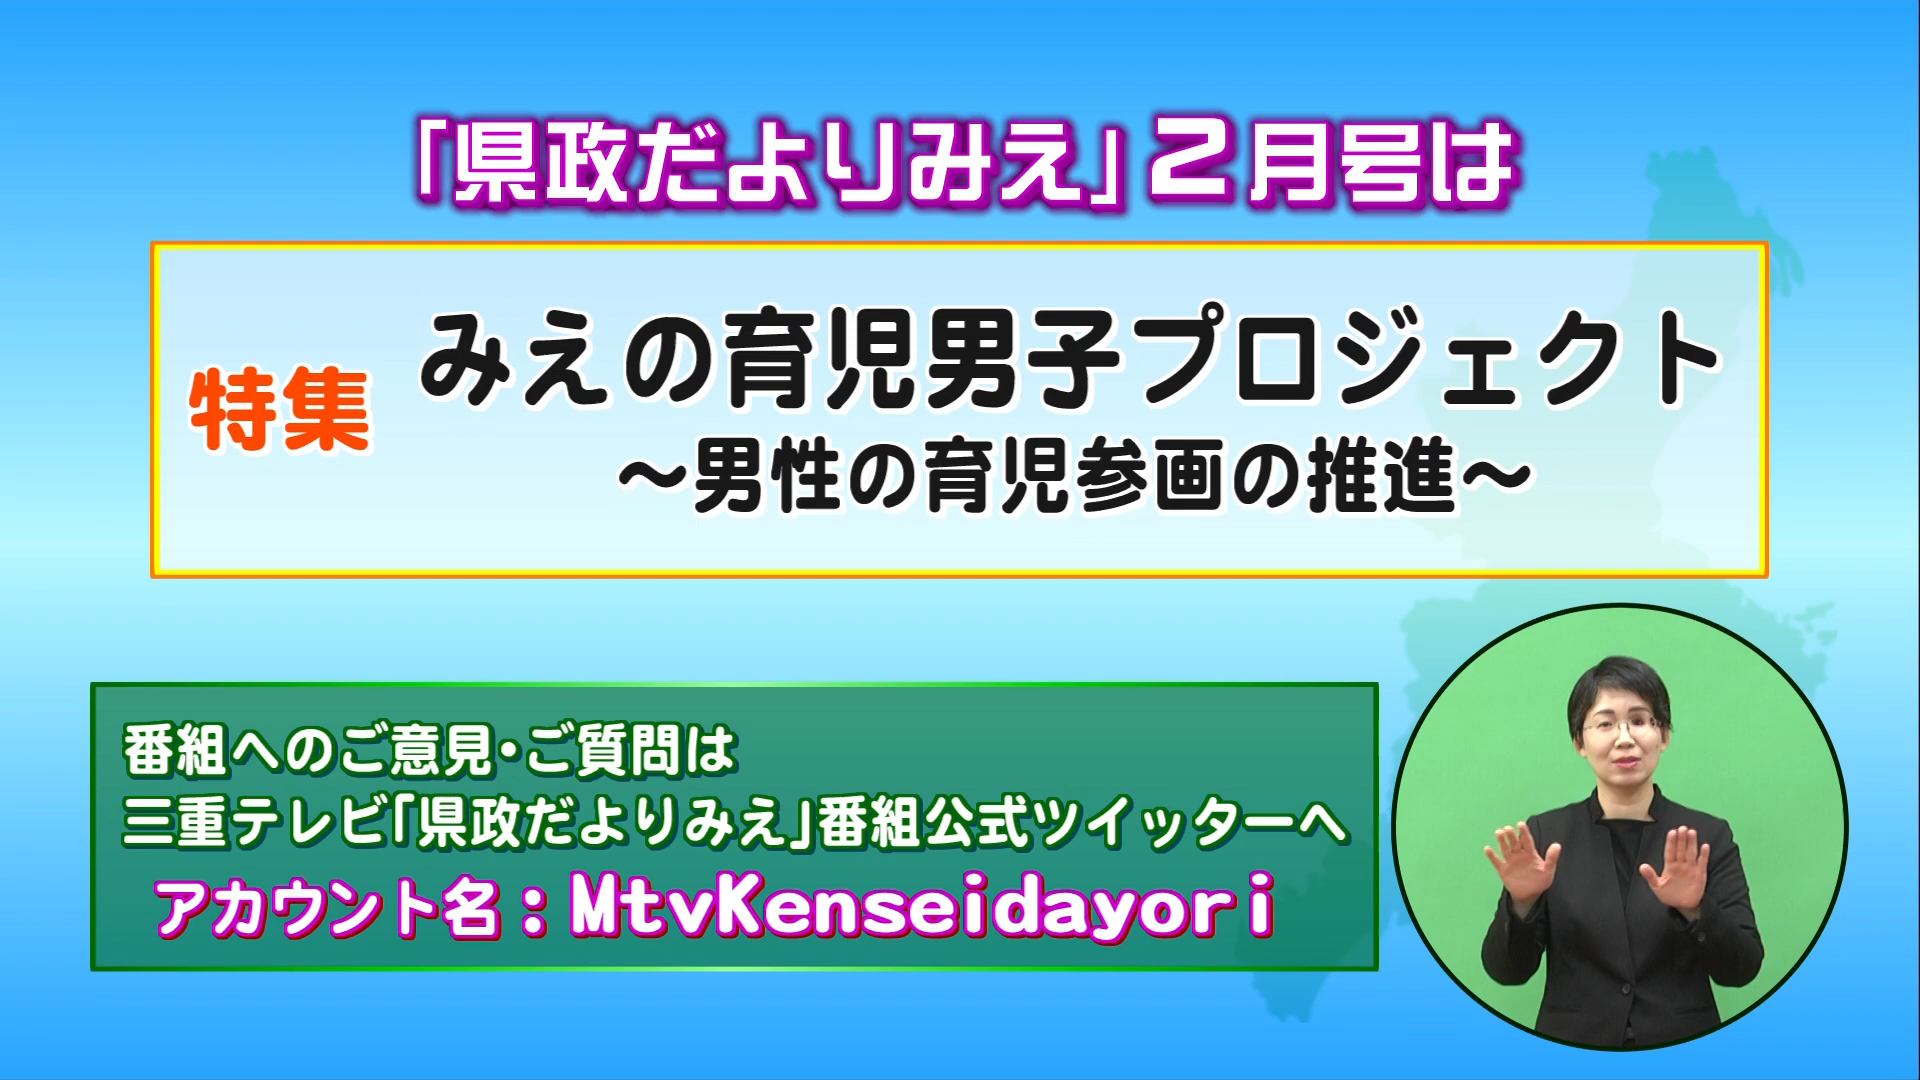 「県政だよりみえ」2月号は
特集
みえの育児男子プロジェクト
～男性の育児参画の推進～
番組へのご意見・ご質問は
三重テレビ「県政だよりみえ」番組公式ツイッターへ
アカウント名：MtvKenseidayori